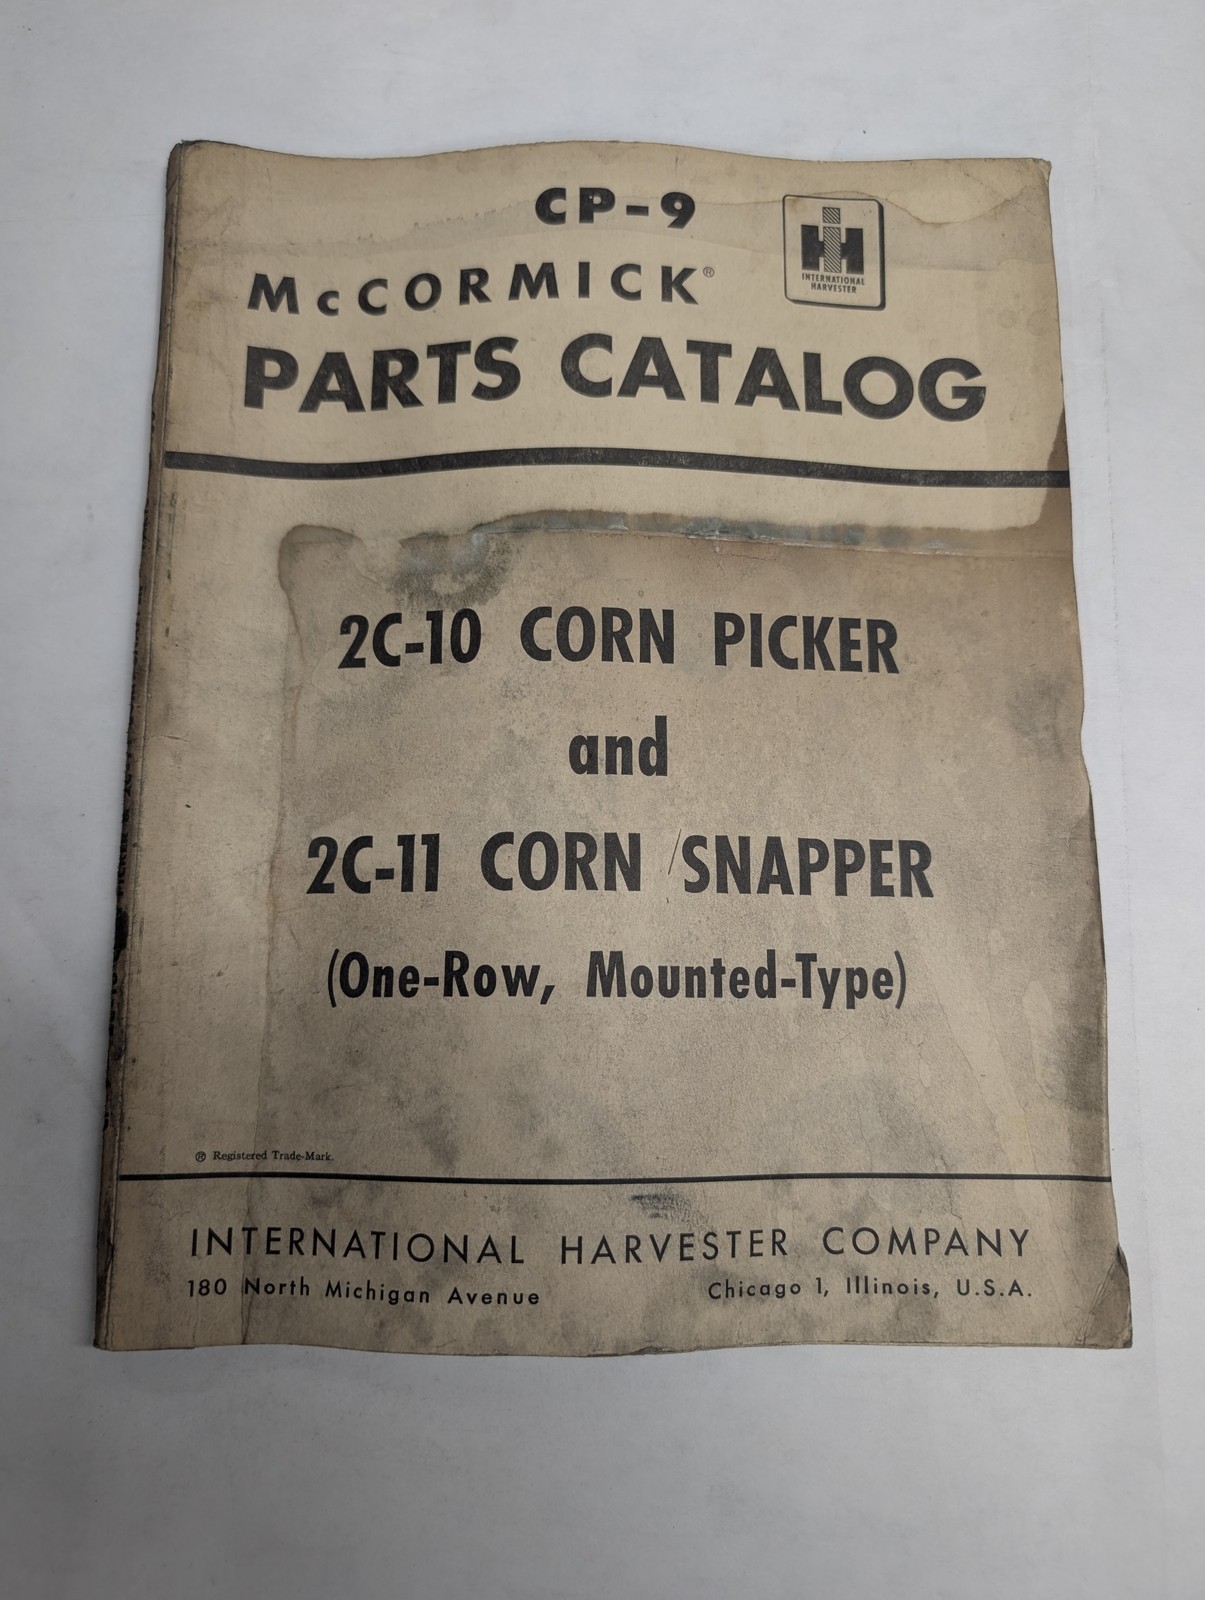 CP-9
McCORMICK®
PARTS CATALOG
IH
INTERNATIONAL
HARVESTER
2C-10 CORN PICKER
and
2C-11 CORN SNAPPER
(One-Row, Mounted-Type)
® Registered Trade-Mark.
INTERNATIONAL HARVESTER COMPANY
180 North Michigan Avenue Chicago 1, Illinois, U.S.A.